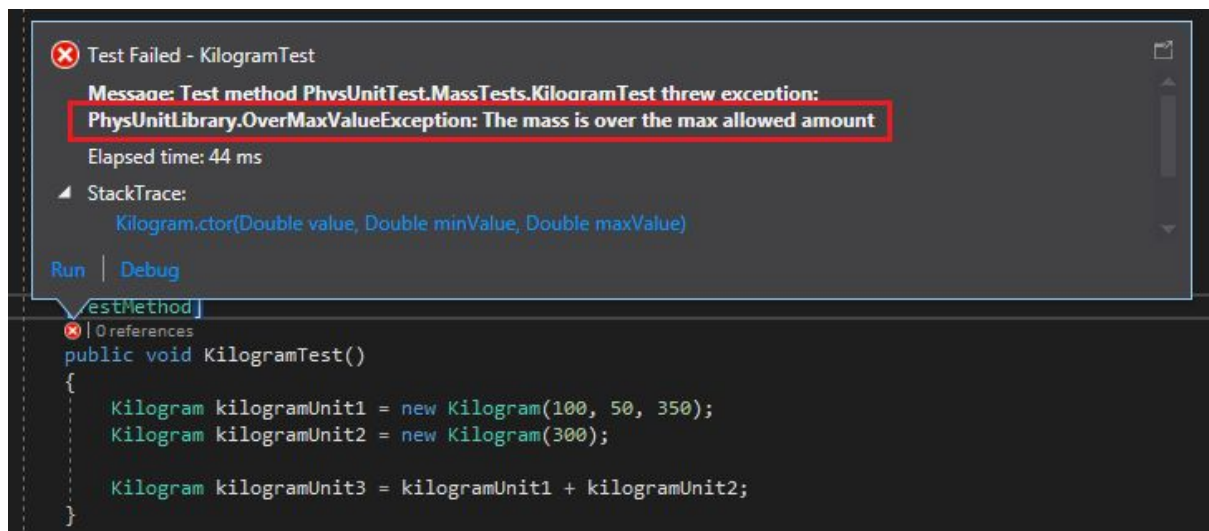 Test Failed - KilogramTest
Message: Test method PhysUnitTest.MassTests.KilogramTest threw exception:
PhysUnitLibrary.OverMaxValueException: The mass is over the max allowed amount
Elapsed time: 44 ms
StackTrace:
Kilogram.ctor(Double value, Double minValue, Double maxValue)
Run | Debug
estMethod]
| 0 references
public void KilogramTest()
{
Kilogram kilogramUnit1 = new Kilogram(100, 50, 350);
Kilogram kilogramUnit2 = new Kilogram(300);
Kilogram kilogramUnit3 = kilogramUnit1 + kilogramUnit2;
}